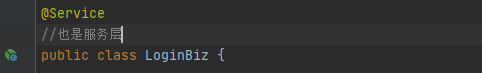 @Service
//也是服务层
public class LoginBiz {